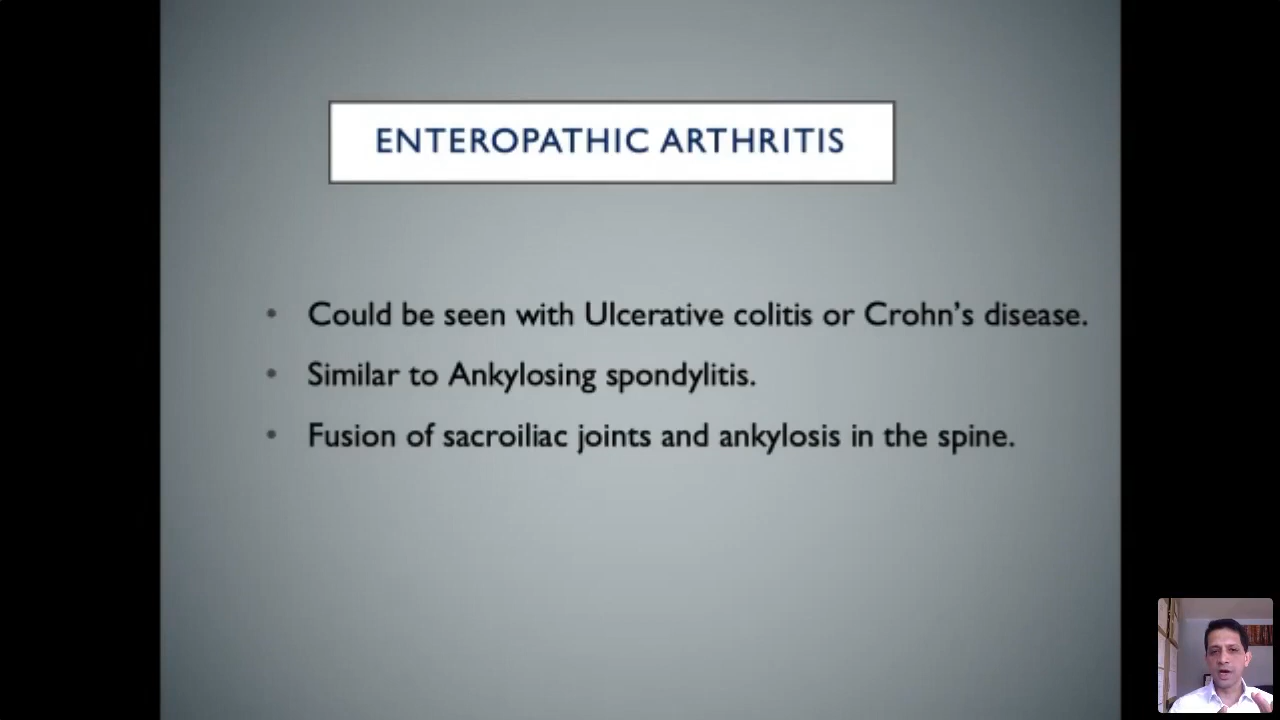 ENTEROPATHIC ARTHRITIS
• Could be seen with Ulcerative colitis or Crohn’s disease.
• Similar to Ankylosing spondylitis.
• Fusion of sacroiliac joints and ankylosis in the spine.